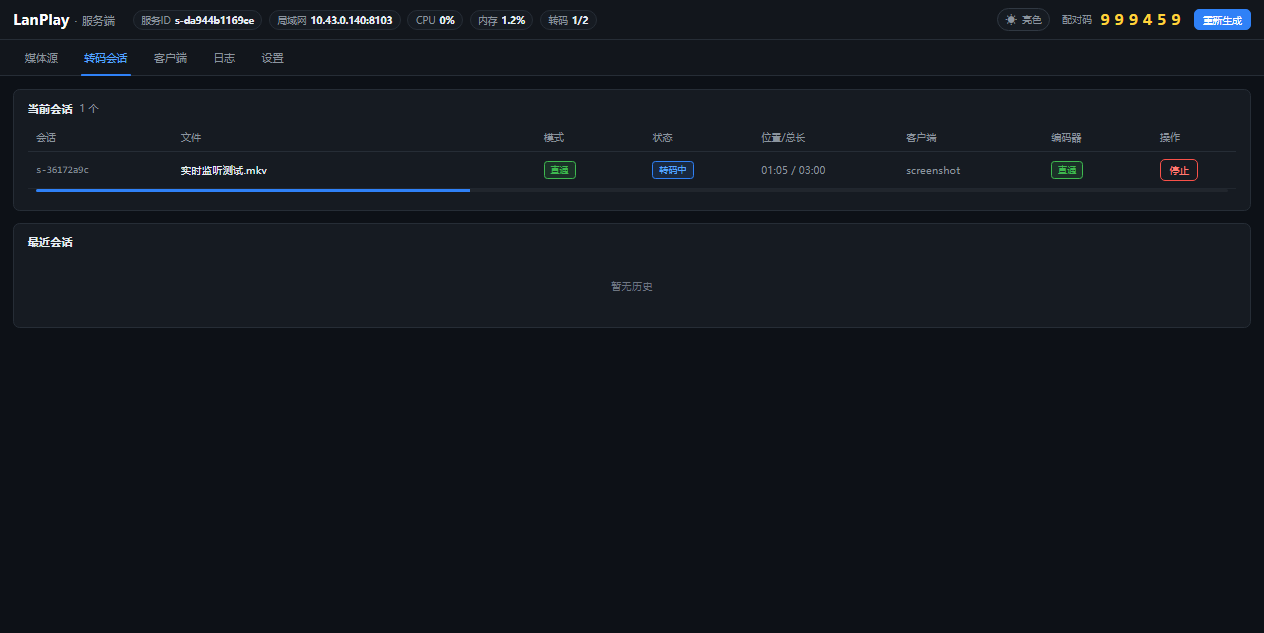 LanPlay - 服务端 服务ID s-da944b1169ce 局域网 10.43.0.140:8103 CPU 0% 内存 1.2% 转码 1/2 亮色 配对码 999459 重新生成
媒体源 转码会话 客户端 日志 设置
当前会话 1 个
会话 文件 模式 状态 位置/总长 客户端 编码器 操作
s-36172a9c 实时监听测试.mkv 直通 转码中 01:05 / 03:00 screenshot 直通 停止
最近会话
暂无历史